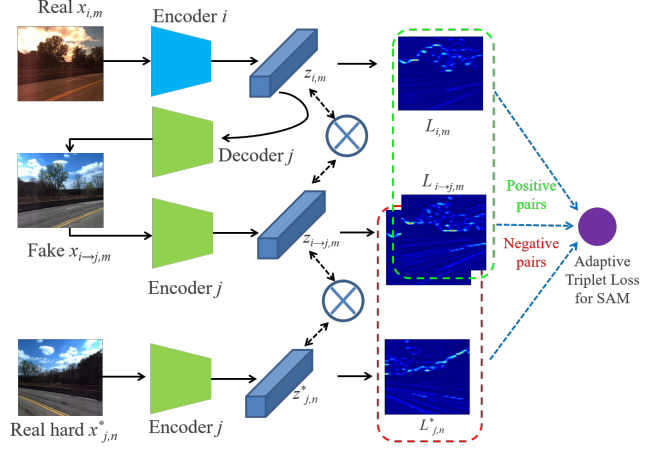 Real x_{i,m}
Encoder i
z_{i,m}
L_{i,m}
Decoder j
Fake x_{i→j,m}
Encoder j
z_{i→j,m}
L_{i→j,m}
Positive
pairs
Negative
pairs
Adaptive
Triplet Loss
for SAM
Real hard x^*_{j,n}
Encoder j
z^*_{j,n}
L^*_{j,n}